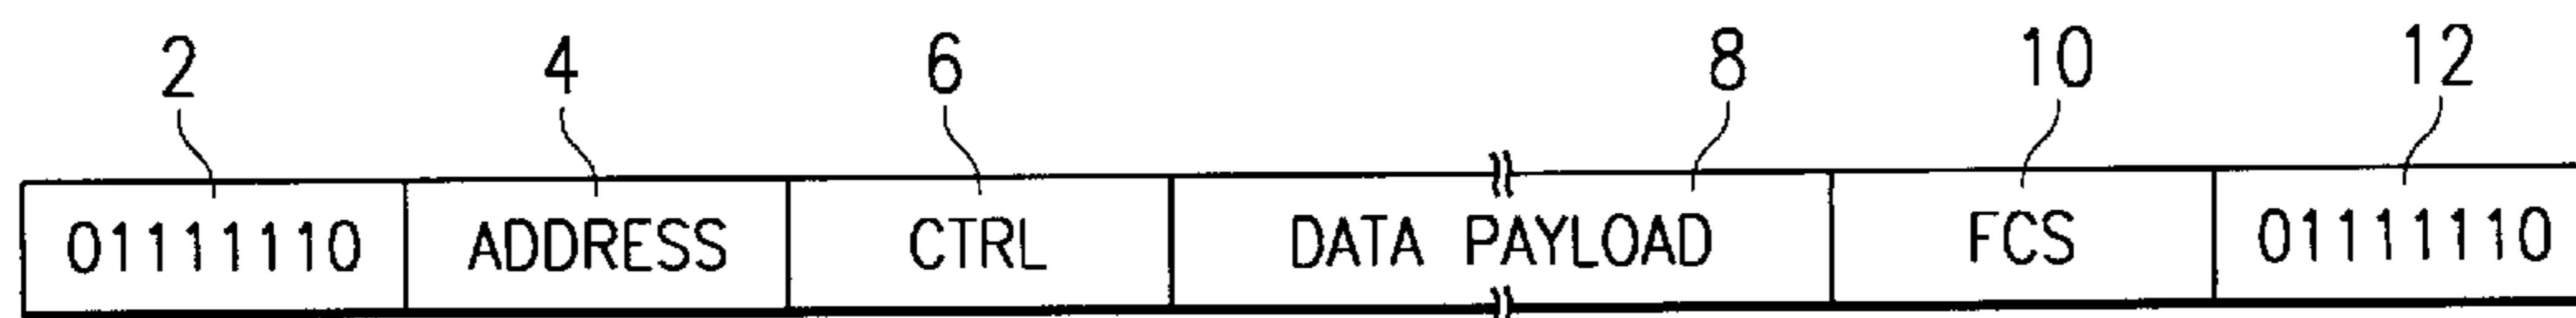 2 4 6 8 10 12
01111110 ADDRESS CTRL DATA PAYLOAD FCS 01111110